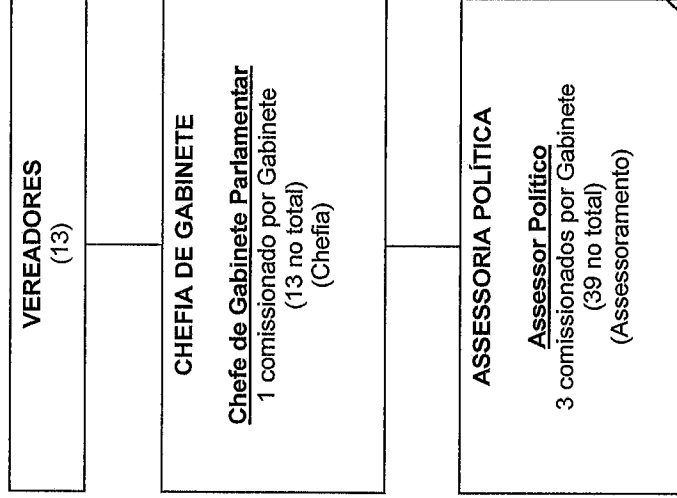 VEREADORES
(13)
CHEFIA DE GABINETE
Chefe de Gabinete Parlamentar
1 comissionado por Gabinete
(13 no total)
(Chefia)
ASSESSORIA POLÍTICA
Assessor Político
3 comissionados por Gabinete
(39 no total)
(Assessoramento)